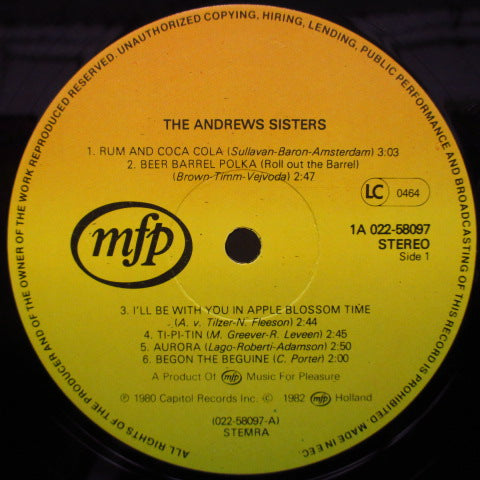 ALL RIGHTS OF THE PRODUCER AND OF THE OWNER OF THE WORK REPRODUCED RESERVED. UNAUTHORIZED COPYING, HIRING, LENDING, PUBLIC PERFORMANCE AND BROADCASTING OF THIS RECORD IS PROHIBITED. MADE IN EEC.
THE ANDREWS SISTERS
1. RUM AND COCA COLA (Sullavan-Baron-Amsterdam) 3:03
2. BEER BARREL POLKA (Roll out the Barrel)
(Brown-Timm-Vejvoda) 2:47
LC 0464
mfp
1A 022-58097
STEREO
Side 1
3. I'LL BE WITH YOU IN APPLE BLOSSOM TIME
(A. v. Tilzer-N. Fleeson) 2:44
4. TI-PI-TIN (M. Greever-R. Leveen) 2:45
5. AURORA (Lago-Roberti-Adamson) 2:50
6. BEGON THE BEGUINE (C. Porter) 2:00
A Product Of mfp Music For Pleasure
℗ 1980 Capitol Records Inc. © 1982 mfp Holland
(022-58097-A)
STEMRA